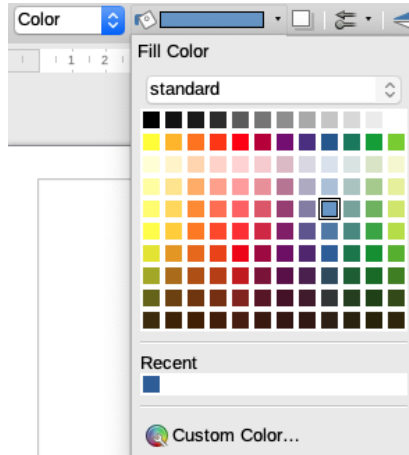 Color
1 2
Fill Color
standard
Recent
Custom Color...